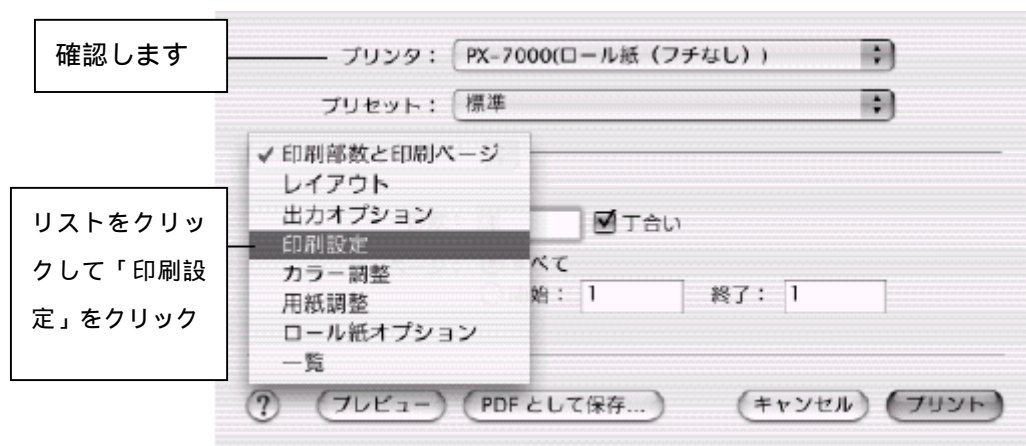 確認します
プリンタ： PX-7000(ロール紙（フチなし）)
プリセット： 標準
✓ 印刷部数と印刷ページ
レイアウト
出力オプション
丁合い
印刷設定
べて
カラー調整
始： 1 終了： 1
用紙調整
ロール紙オプション
一覧
リストをクリッ
クして「印刷設
定」をクリック
? プレビュー PDF として保存... キャンセル プリント